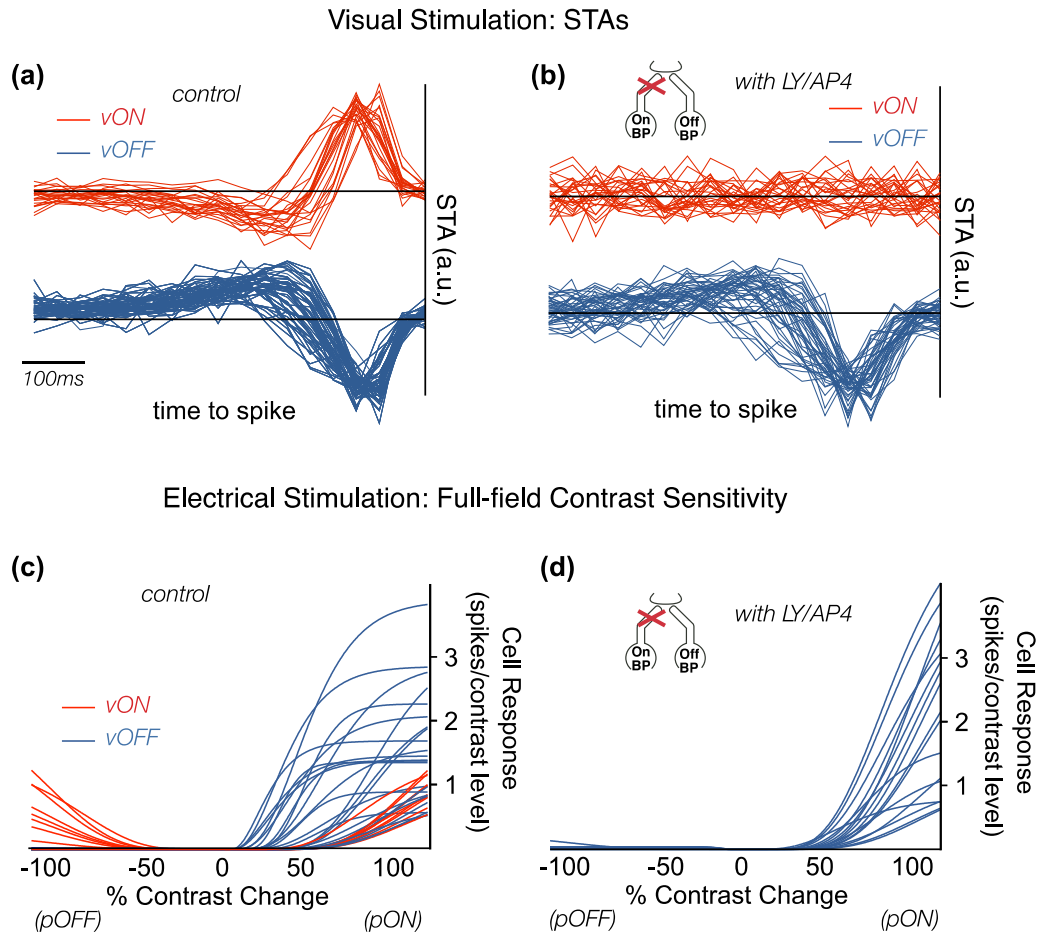 Visual Stimulation: STAs
(a)
control
vON
vOFF
STA (a.u.)
100ms
time to spike
(b)
On
BP
Off
BP
with LY/AP4
vON
vOFF
STA (a.u.)
time to spike
Electrical Stimulation: Full-field Contrast Sensitivity
(c)
control
vON
vOFF
3
2
1
Cell Response
(spikes/contrast level)
-100
-50
0
50
100
% Contrast Change
(pOFF)
(pON)
(d)
On
BP
Off
BP
with LY/AP4
3
2
1
Cell Response
(spikes/contrast level)
-100
-50
0
50
100
% Contrast Change
(pOFF)
(pON)